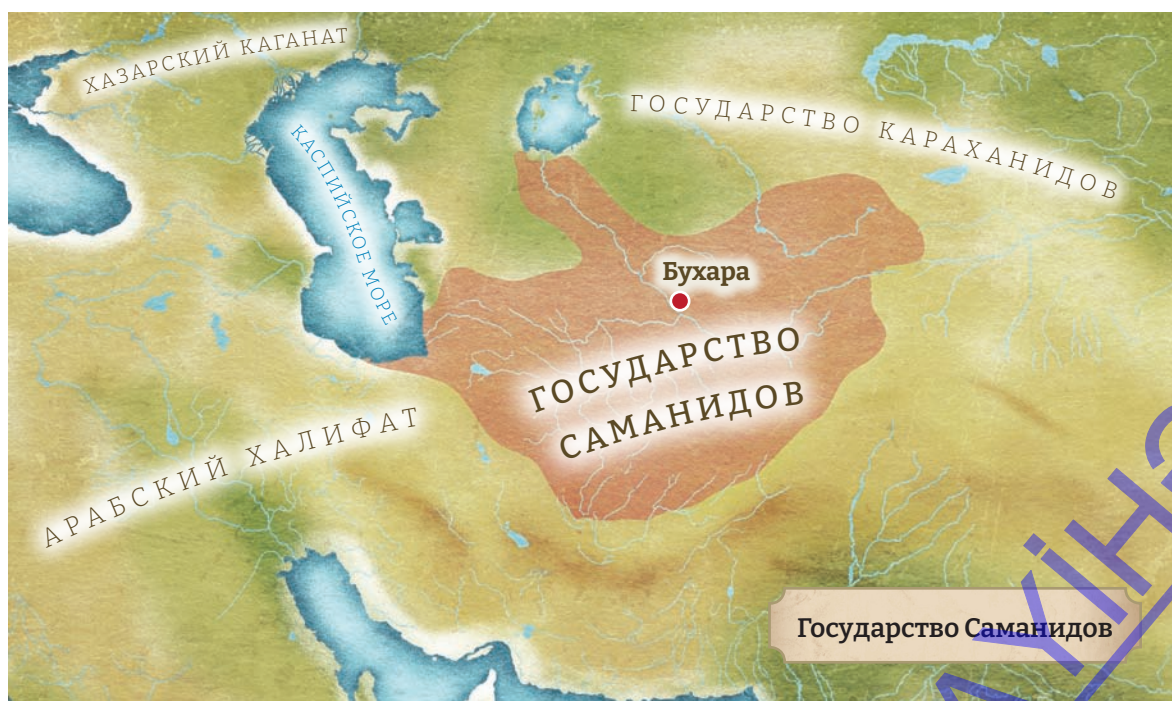 ХАЗАРСКИЙ КАГАНАТ
ГОСУДАРСТВО КАРАХАНИДОВ
КАСПИЙСКОЕ МОРЕ
Бухара
ГОСУДАРСТВО
САМАНИДОВ
АРАБСКИЙ ХАЛИФАТ
Государство Саманидов